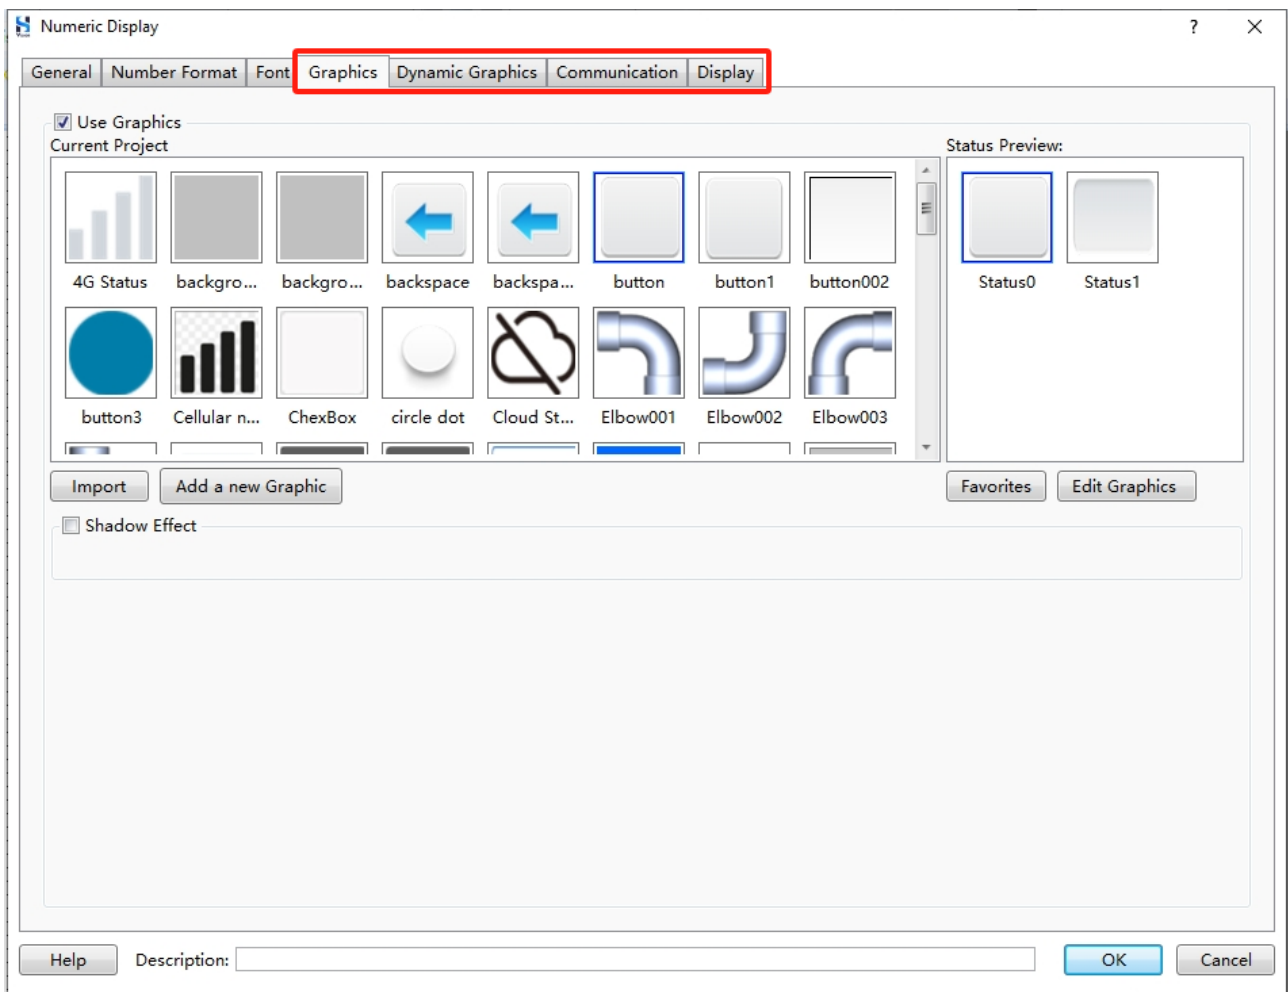 Numeric Display
?
General Number Format Font Graphics Dynamic Graphics Communication Display
Use Graphics
Current Project
Status Preview:
4G Status backgro... backgro... backspace backspa... button button1 button002
Status0 Status1
button3 Cellular n... ChexBox circle dot Cloud St... Elbow001 Elbow002 Elbow003
Import Add a new Graphic
Favorites Edit Graphics
Shadow Effect
Help Description: OK Cancel